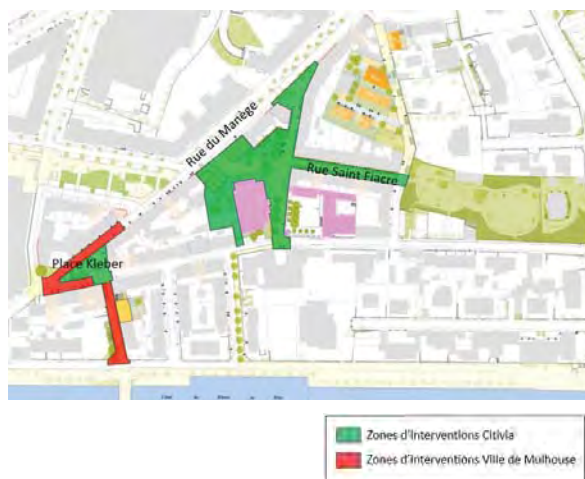 Rue du Manège
Rue Saint Fiacre
Place Kleber
Zones d'interventions Citivia
Zones d'interventions Ville de Mulhouse